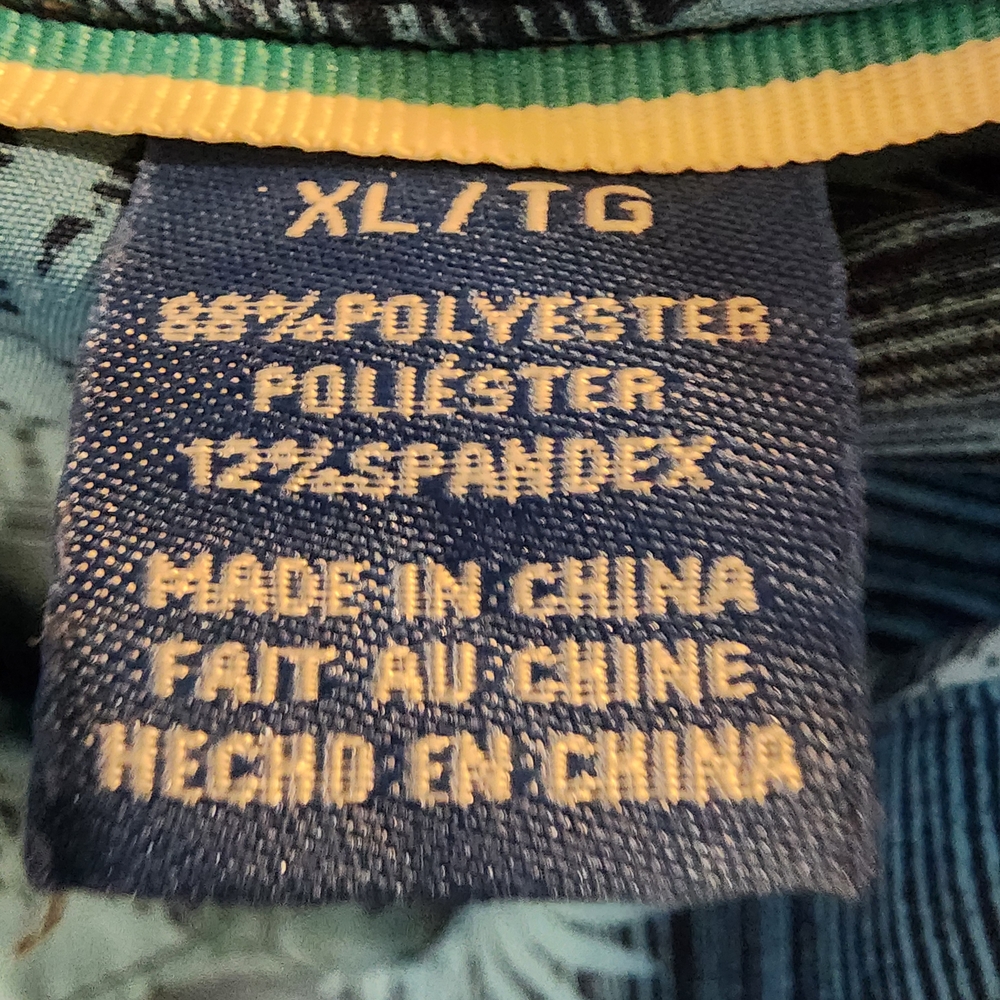 XL/TG
88%POLYESTER
POLIÉSTER
12%SPANDEX
MADE IN CHINA
FAIT AU CHINE
HECHO EN CHINA